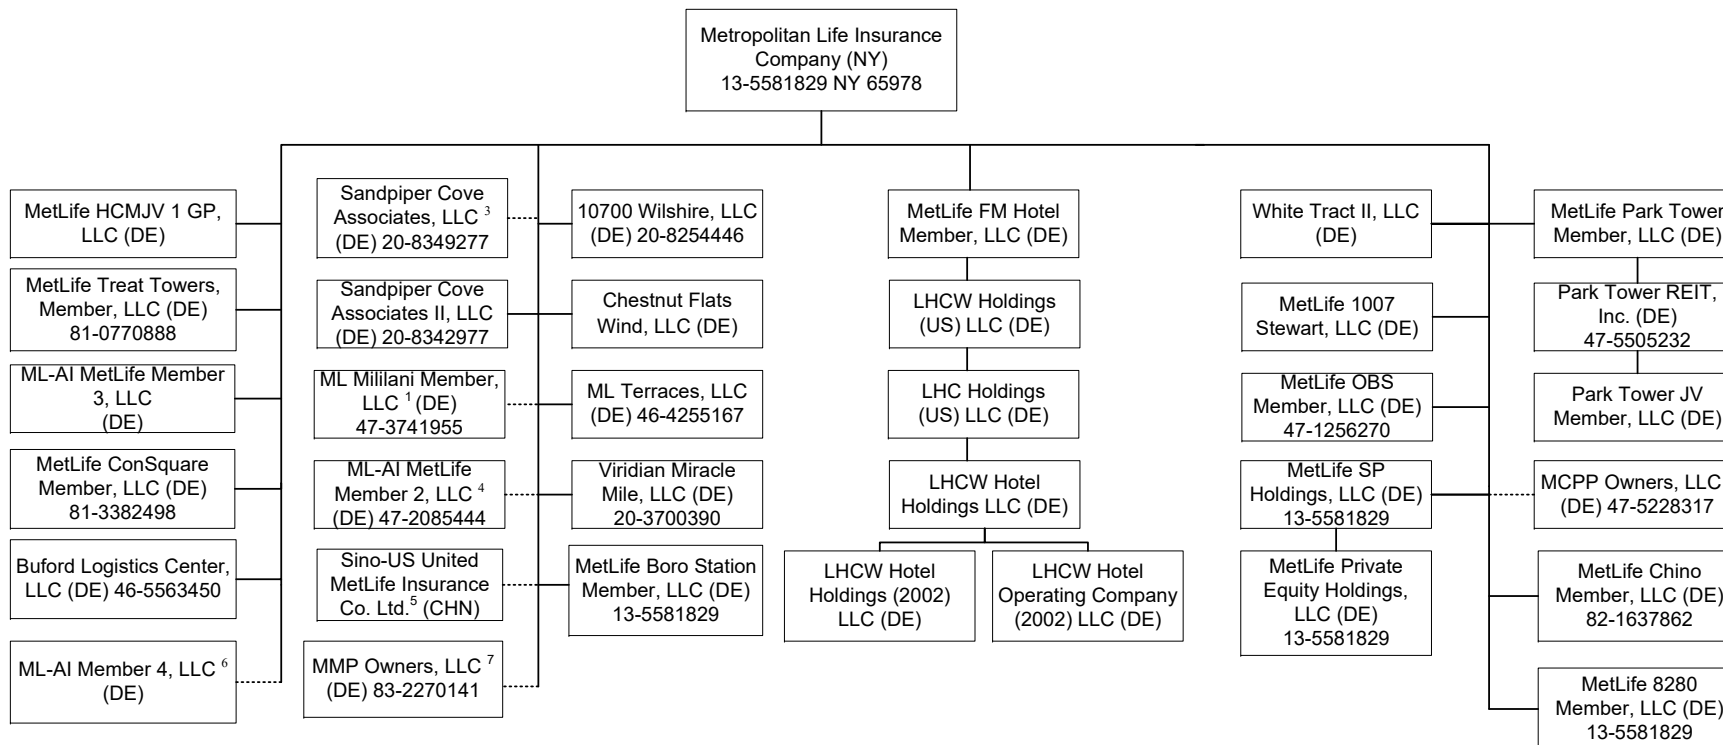 Metropolitan Life Insurance
Company (NY)
13-5581829 NY 65978
MetLife HCMJV 1 GP,
LLC (DE)
MetLife Treat Towers,
Member, LLC (DE)
81-0770888
ML-AI MetLife Member
3, LLC
(DE)
MetLife ConSquare
Member, LLC (DE)
81-3382498
Buford Logistics Center,
LLC (DE) 46-5563450
ML-AI Member 4, LLC 6
(DE)
Sandpiper Cove
Associates, LLC 3
(DE) 20-8349277
Sandpiper Cove
Associates II, LLC
(DE) 20-8342977
ML Mililani Member,
LLC 1 (DE)
47-3741955
ML-AI MetLife
Member 2, LLC 4
(DE) 47-2085444
Sino-US United
MetLife Insurance
Co. Ltd.5 (CHN)
MMP Owners, LLC 7
(DE) 83-2270141
10700 Wilshire, LLC
(DE) 20-8254446
Chestnut Flats
Wind, LLC (DE)
ML Terraces, LLC
(DE) 46-4255167
Viridian Miracle
Mile, LLC (DE)
20-3700390
MetLife Boro Station
Member, LLC (DE)
13-5581829
MetLife FM Hotel
Member, LLC (DE)
LHCW Holdings
(US) LLC (DE)
LHC Holdings
(US) LLC (DE)
LHCW Hotel
Holdings LLC (DE)
LHCW Hotel
Holdings (2002)
LLC (DE)
LHCW Hotel
Operating Company
(2002) LLC (DE)
White Tract II, LLC
(DE)
MetLife 1007
Stewart, LLC (DE)
MetLife OBS
Member, LLC (DE)
47-1256270
MetLife SP
Holdings, LLC (DE)
13-5581829
MetLife Private
Equity Holdings,
LLC (DE)
13-5581829
MetLife Park Tower
Member, LLC (DE)
Park Tower REIT,
Inc. (DE)
47-5505232
Park Tower JV
Member, LLC (DE)
MCPP Owners, LLC
(DE) 47-5228317
MetLife Chino
Member, LLC (DE)
82-1637862
MetLife 8280
Member, LLC (DE)
13-5581829